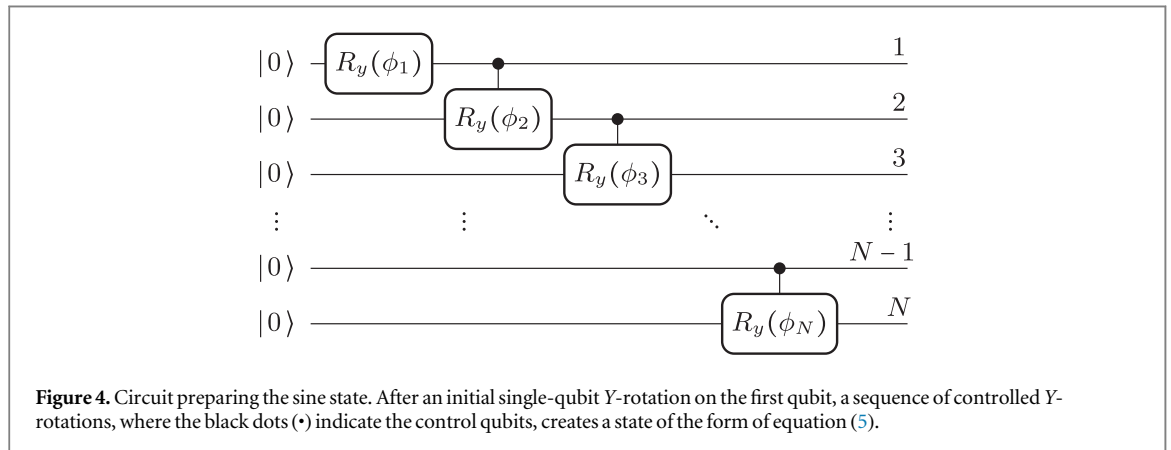 |0⟩ R_y(ϕ_1) 1
|0⟩ R_y(ϕ_2) 2
|0⟩ R_y(ϕ_3) 3
⋮ ⋮ ⋱ ⋮
|0⟩ N − 1
|0⟩ R_y(ϕ_N) N
Figure 4. Circuit preparing the sine state. After an initial single-qubit Y-rotation on the first qubit, a sequence of controlled Y-
rotations, where the black dots (•) indicate the control qubits, creates a state of the form of equation (5).